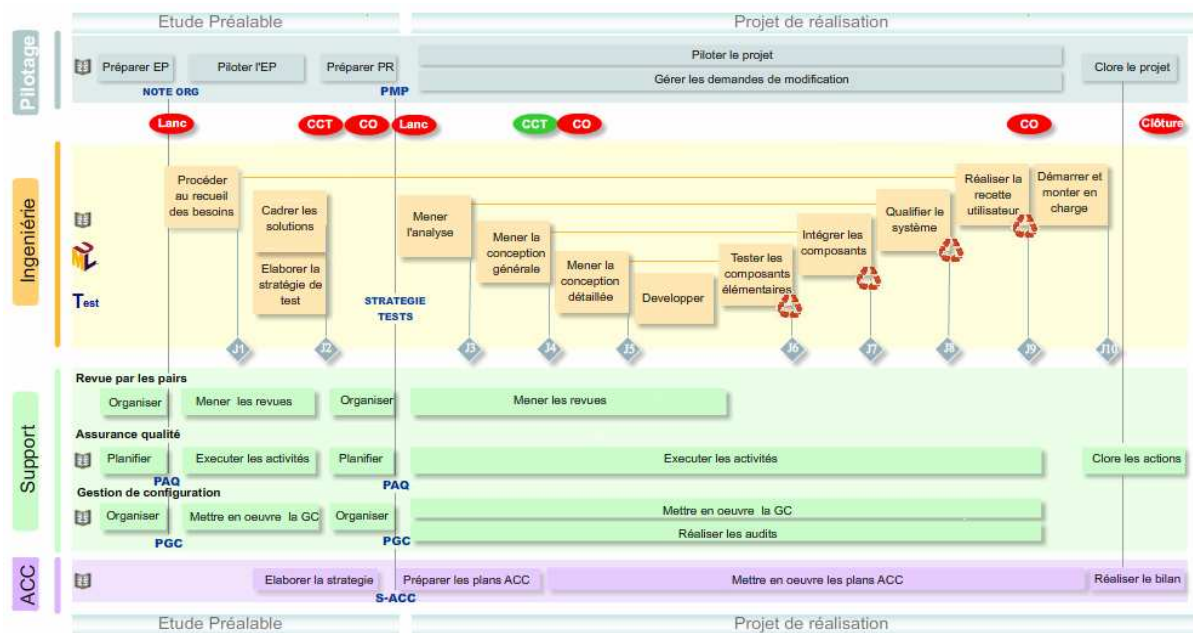 Etude Préalable
Projet de réalisation
Pilotage
Préparer EP
Piloter l'EP
Préparer PR
Piloter le projet
Gérer les demandes de modification
Clore le projet
NOTE ORG
PMP
Lanc
CCT
CO
Lanc
CCT
CO
CO
Clôture
Ingeniérie
Test
Procéder
au recueil
des besoins
Cadrer les
solutions
Elaborer la
stratégie de
test
STRATEGIE
TESTS
Mener
l'analyse
Mener la
conception
générale
Mener la
conception
détaillée
Developper
Tester les
composants
élémentaires
Intégrer les
composants
Qualifier le
système
Réaliser la
recette
utilisateur
Démarrer et
monter en
charge
J1
J2
J3
J4
J5
J6
J7
J8
J9
J10
Support
Revue par les pairs
Organiser
Mener les revues
Organiser
Mener les revues
Assurance qualité
Planifier
Executer les activités
Planifier
Executer les activités
Clore les actions
PAQ
PAQ
Gestion de configuration
Organiser
Mettre en oeuvre la GC
Organiser
Mettre en oeuvre la GC
Réaliser les audits
PGC
PGC
ACC
Elaborer la strategie
Préparer les plans ACC
Mettre en oeuvre les plans ACC
Réaliser le bilan
S-ACC
Etude Préalable
Projet de réalisation